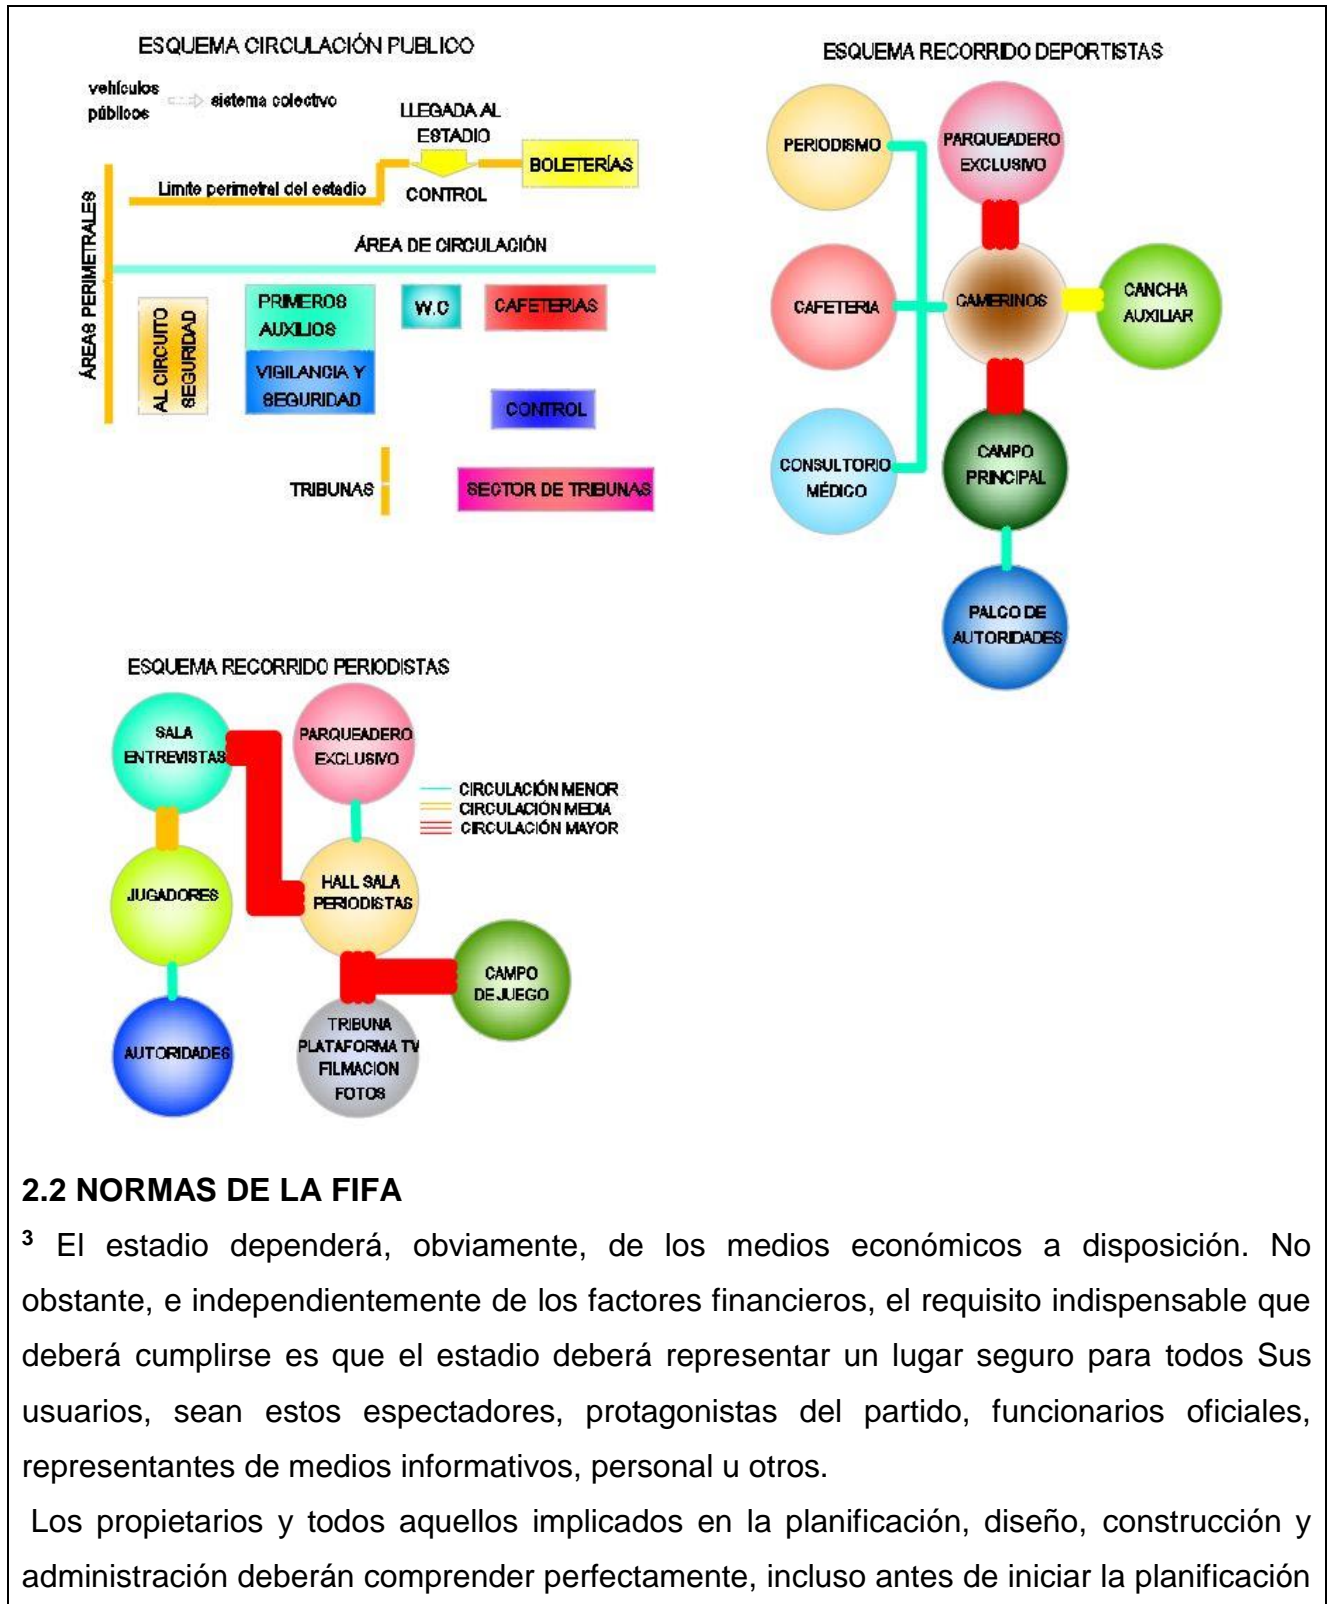 ESQUEMA CIRCULACIÓN PUBLICO
vehículos
públicos
sistema colectivo
LLEGADA AL
ESTADIO
BOLETERÍAS
Limite perimetral del estadio
CONTROL
ÁREAS PERIMETRALES
ÁREA DE CIRCULACIÓN
AL CIRCUITO
SEGURIDAD
PRIMEROS
AUXILIOS
VIGILANCIA Y
SEGURIDAD
W.C
CAFETERIAS
CONTROL
TRIBUNAS
SECTOR DE TRIBUNAS
ESQUEMA RECORRIDO DEPORTISTAS
PERIODISMO
PARQUEADERO
EXCLUSIVO
CAFETERIA
CAMERINOS
CANCHA
AUXILIAR
CONSULTORIO
MÉDICO
CAMPO
PRINCIPAL
PALCO DE
AUTORIDADES
ESQUEMA RECORRIDO PERIODISTAS
SALA
ENTREVISTAS
PARQUEADERO
EXCLUSIVO
CIRCULACIÓN MENOR
CIRCULACIÓN MEDIA
CIRCULACIÓN MAYOR
JUGADORES
HALL SALA
PERIODISTAS
CAMPO
DE JUEGO
AUTORIDADES
TRIBUNA
PLATAFORMA TV
FILMACION
FOTOS
2.2 NORMAS DE LA FIFA
3 El estadio dependerá, obviamente, de los medios económicos a disposición. No
obstante, e independientemente de los factores financieros, el requisito indispensable que
deberá cumplirse es que el estadio deberá representar un lugar seguro para todos Sus
usuarios, sean estos espectadores, protagonistas del partido, funcionarios oficiales,
representantes de medios informativos, personal u otros.
Los propietarios y todos aquellos implicados en la planificación, diseño, construcción y
administración deberán comprender perfectamente, incluso antes de iniciar la planificación